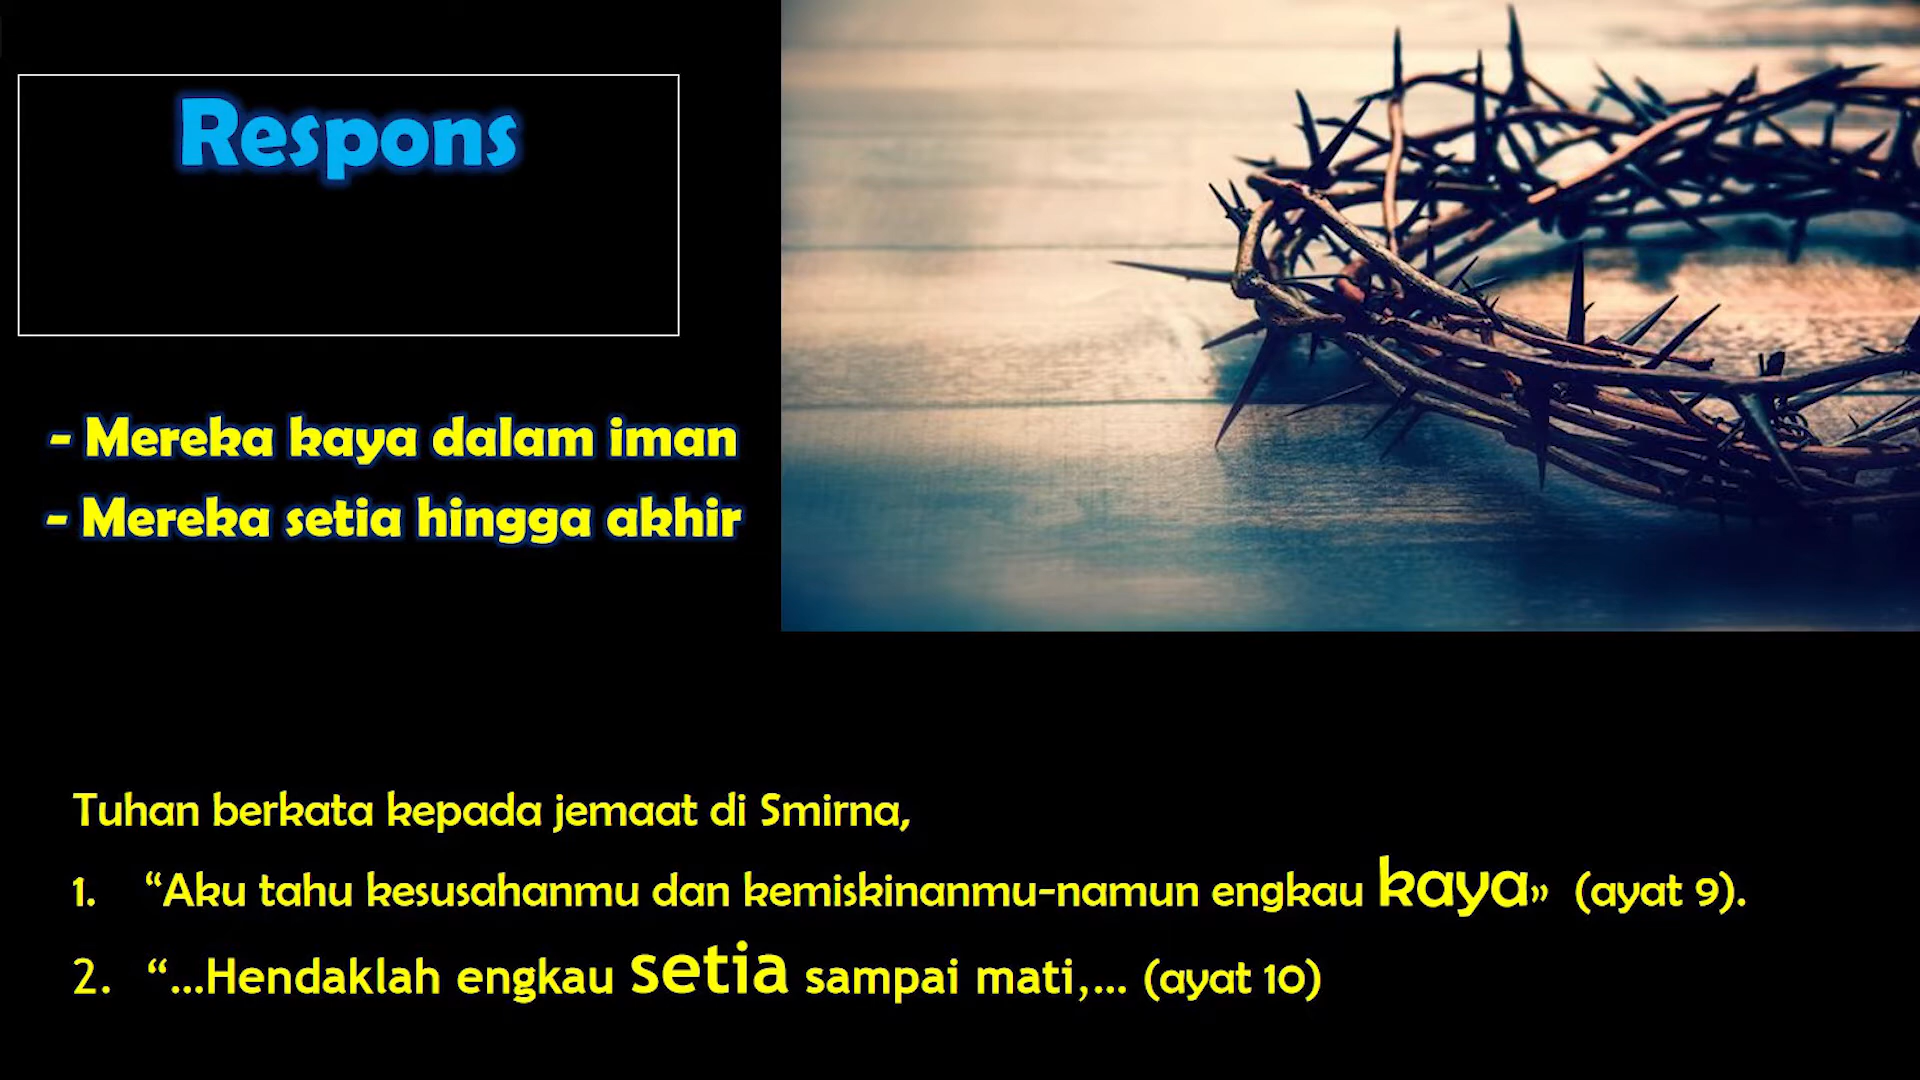 Respons
- Mereka kaya dalam iman
- Mereka setia hingga akhir
Tuhan berkata kepada jemaat di Smirna,
1. “Aku tahu kesusahanmu dan kemiskinanmu-namun engkau kaya» (ayat 9).
2. “...Hendaklah engkau setia sampai mati,... (ayat 10)